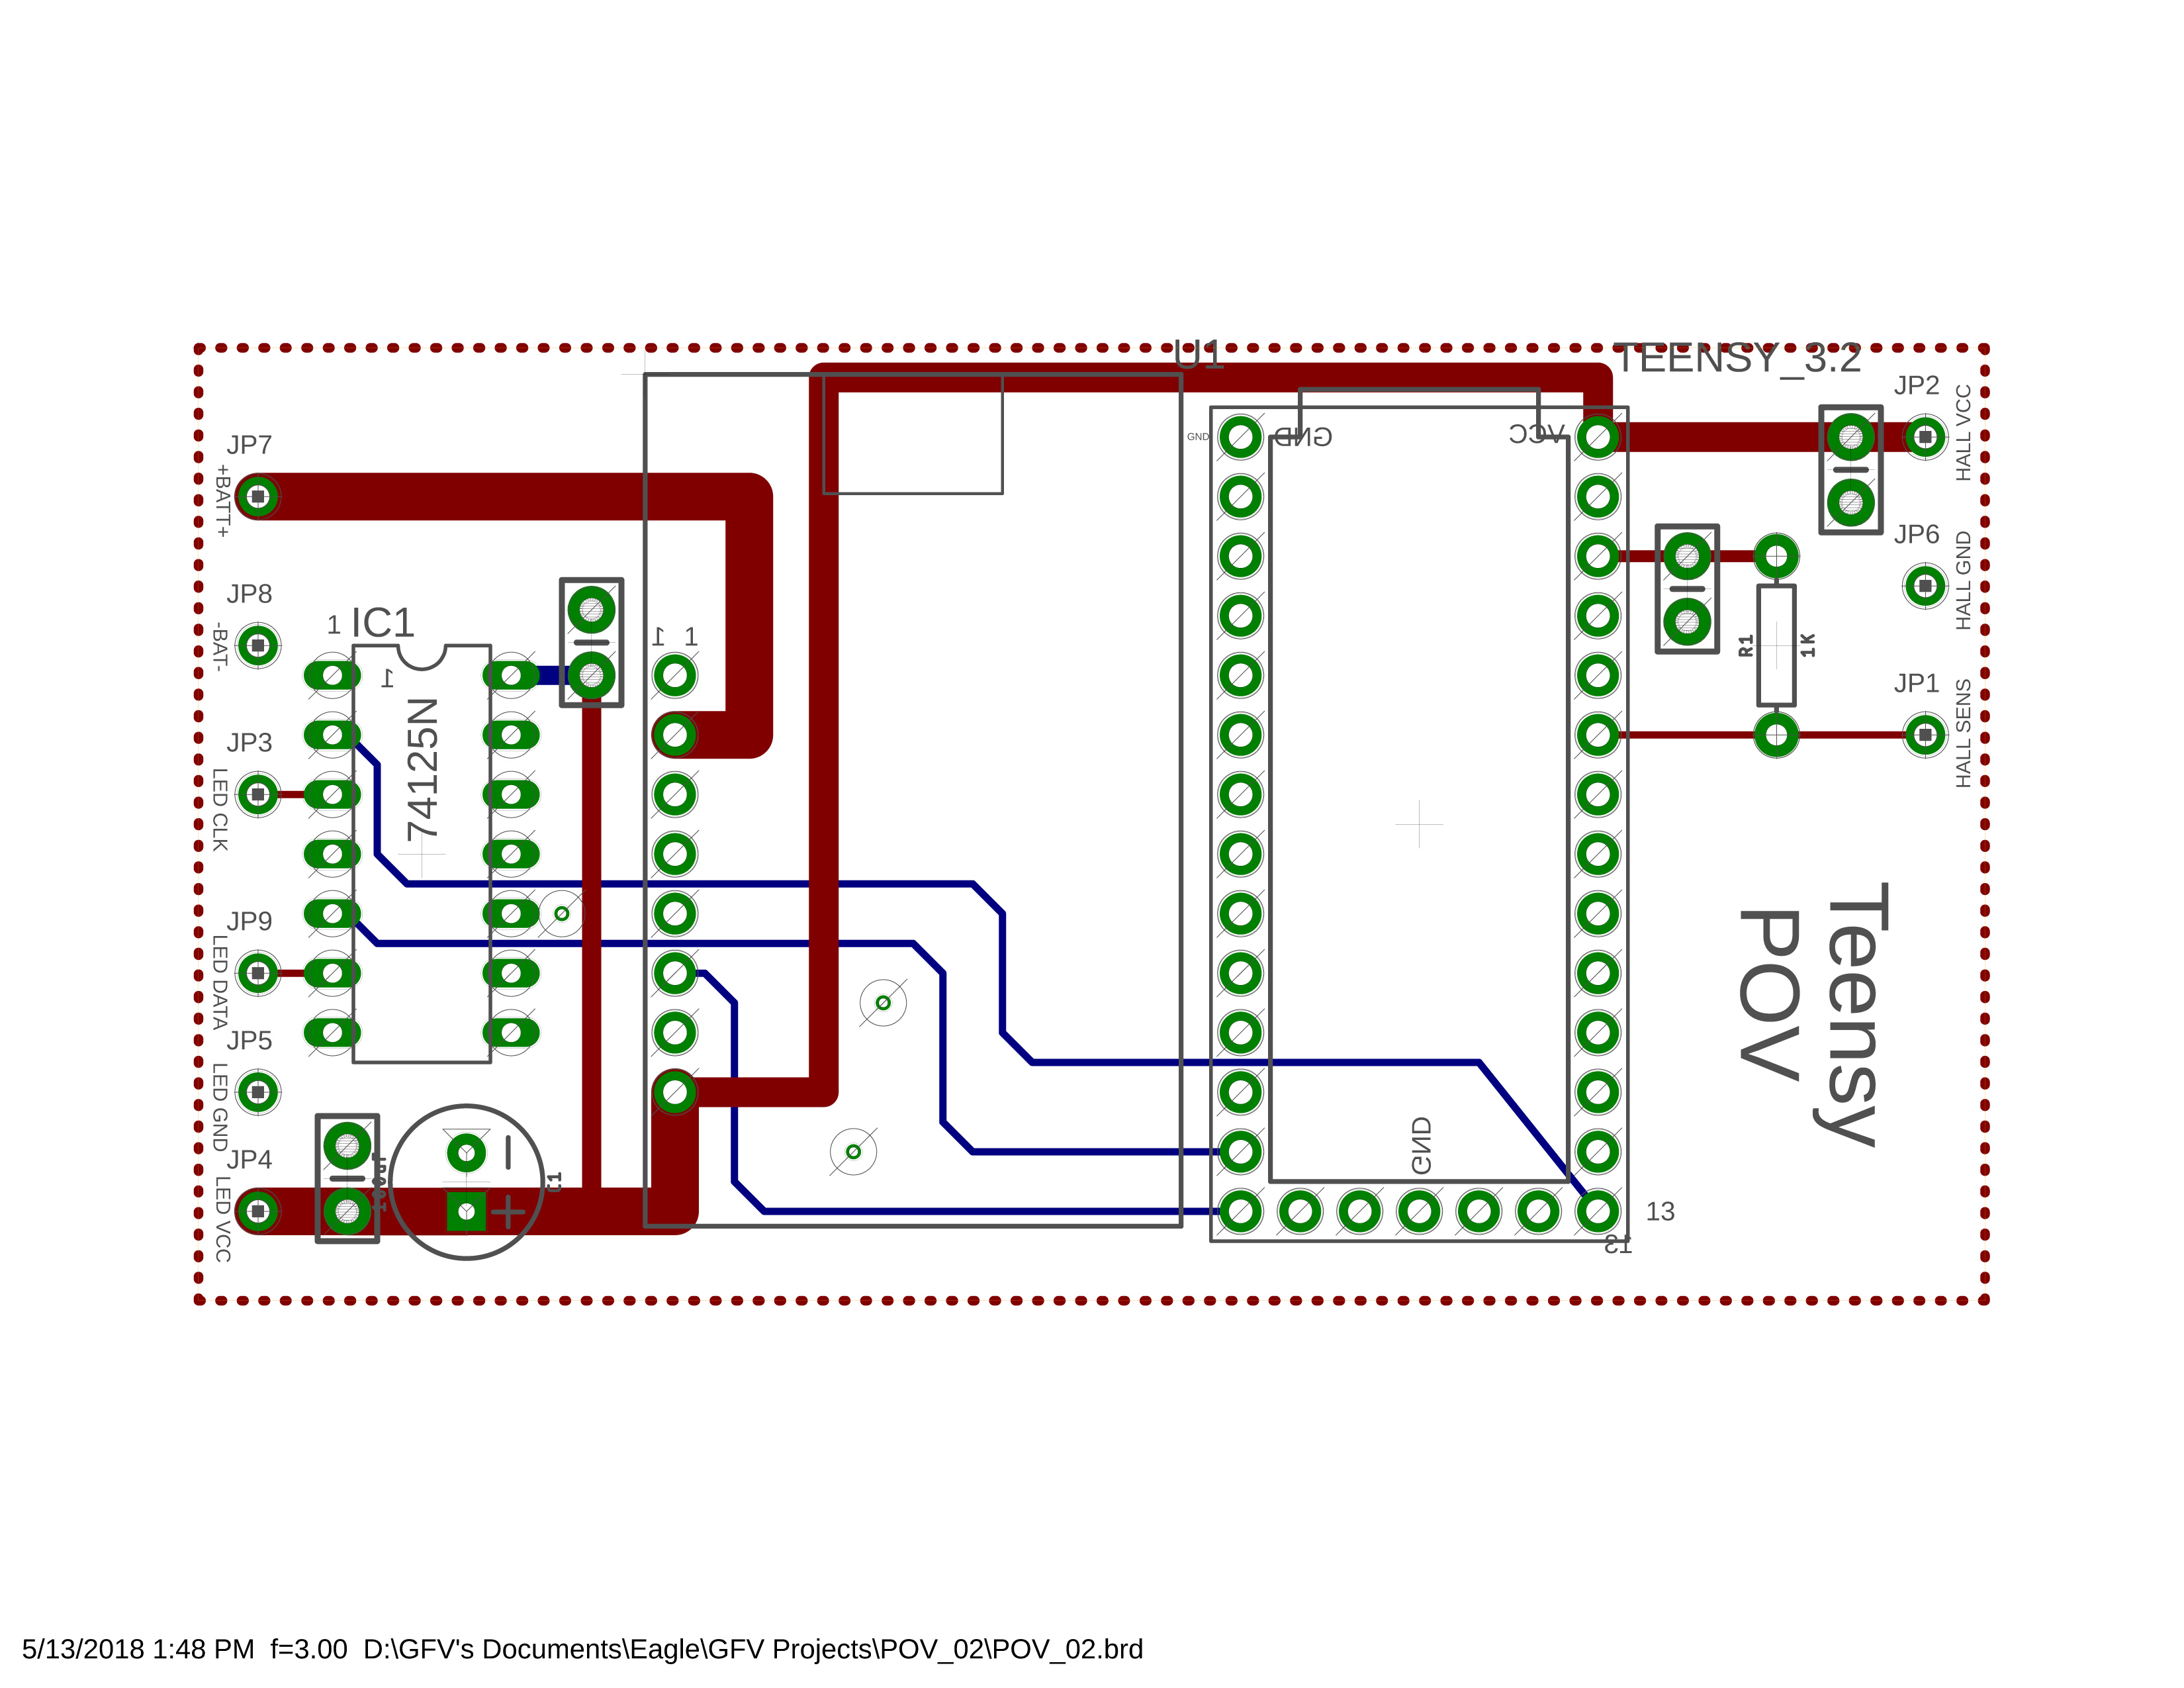 U1
TEENSY_3.2
JP2
HALL VCC
JP7
+BATT+
GND
GND
VCC
JP6
HALL GND
JP8
-BAT-
1
IC1
1
1
1
R1
1K
JP1
HALL SENS
74125N
JP3
LED CLK
JP9
LED DATA
JP5
LED GND
JP4
LED VCC
C1
GND
13
13
Teensy
POV
5/13/2018 1:48 PM f=3.00 D:\GFV's Documents\Eagle\GFV Projects\POV_02\POV_02.brd